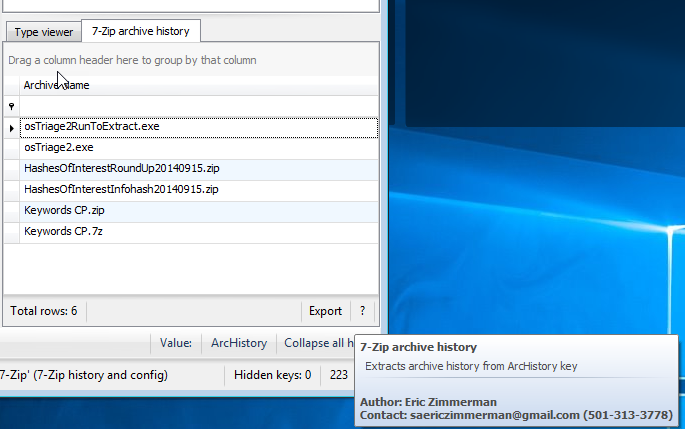 Type viewer
7-Zip archive history
Drag a column header here to group by that column
Archive Name
osTriage2RunToExtract.exe
osTriage2.exe
HashesOfInterestRoundUp20140915.zip
HashesOfInterestInfohash20140915.zip
Keywords CP.zip
Keywords CP.7z
Total rows: 6
Export
?
Value:
ArcHistory
Collapse all h
7-Zip' (7-Zip history and config)
Hidden keys: 0
223
7-Zip archive history
Extracts archive history from ArcHistory key
Author: Eric Zimmerman
Contact: saericzimmerman@gmail.com (501-313-3778)